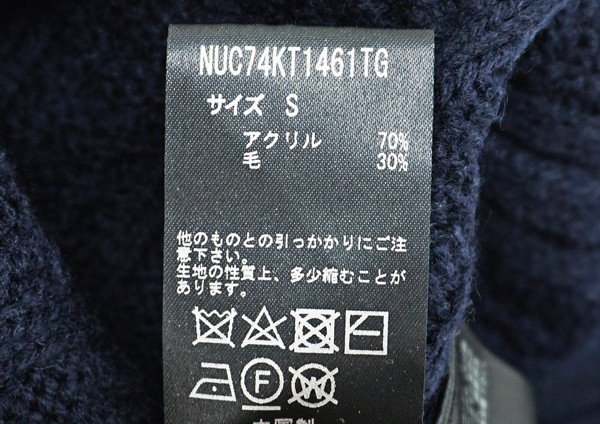 NUC74KT1461TG
サイズ S
アクリル 70%
毛 30%
他のものとの引っかかりにご注
意下さい。
生地の性質上、多少縮むことが
あります。
F
W